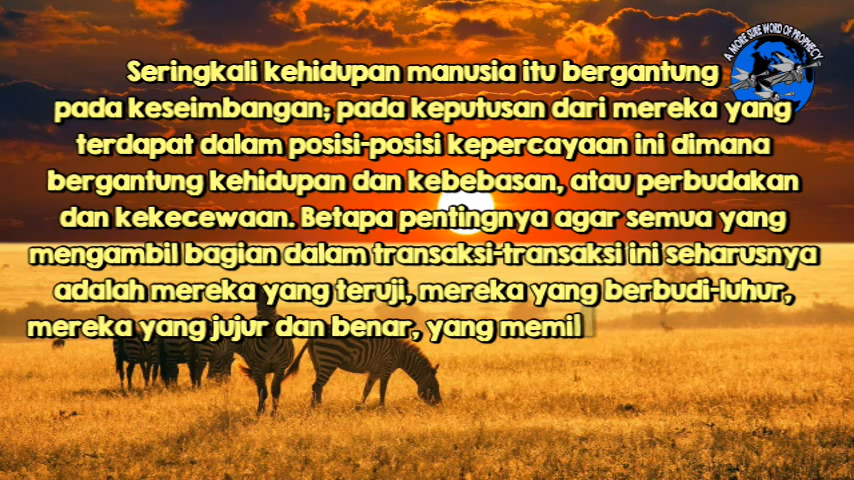 A MORE SURE WORD OF PROPHECY
Seringkali kehidupan manusia itu bergantung
pada keseimbangan; pada keputusan dari mereka yang
terdapat dalam posisi-posisi kepercayaan ini dimana
bergantung kehidupan dan kebebasan, atau perbudakan
dan kekecewaan. Betapa pentingnya agar semua yang
mengambil bagian dalam transaksi-transaksi ini seharusnya
adalah mereka yang teruji, mereka yang berbudi-luhur,
mereka yang jujur dan benar, yang memil